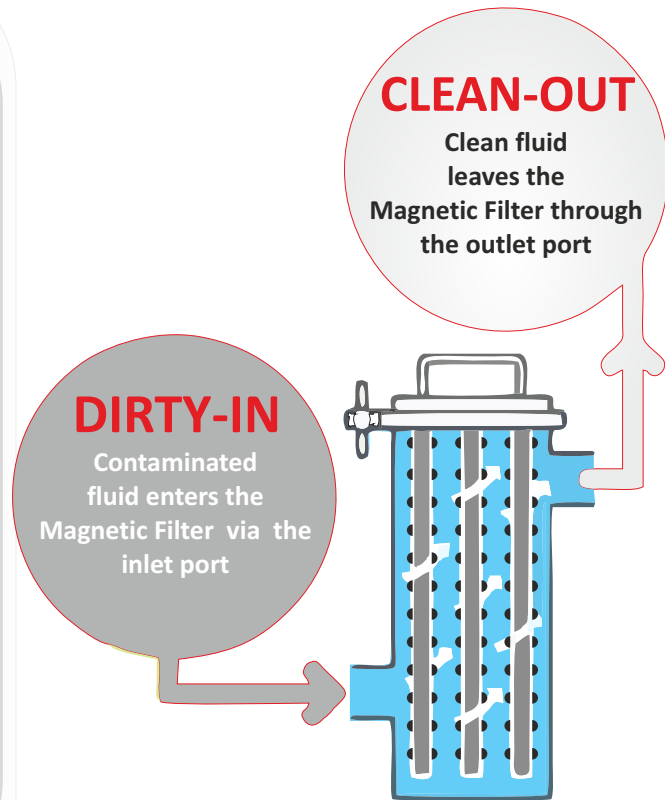 CLEAN-OUT
Clean fluid
leaves the
Magnetic Filter through
the outlet port
DIRTY-IN
Contaminated
fluid enters the
Magnetic Filter via the
inlet port